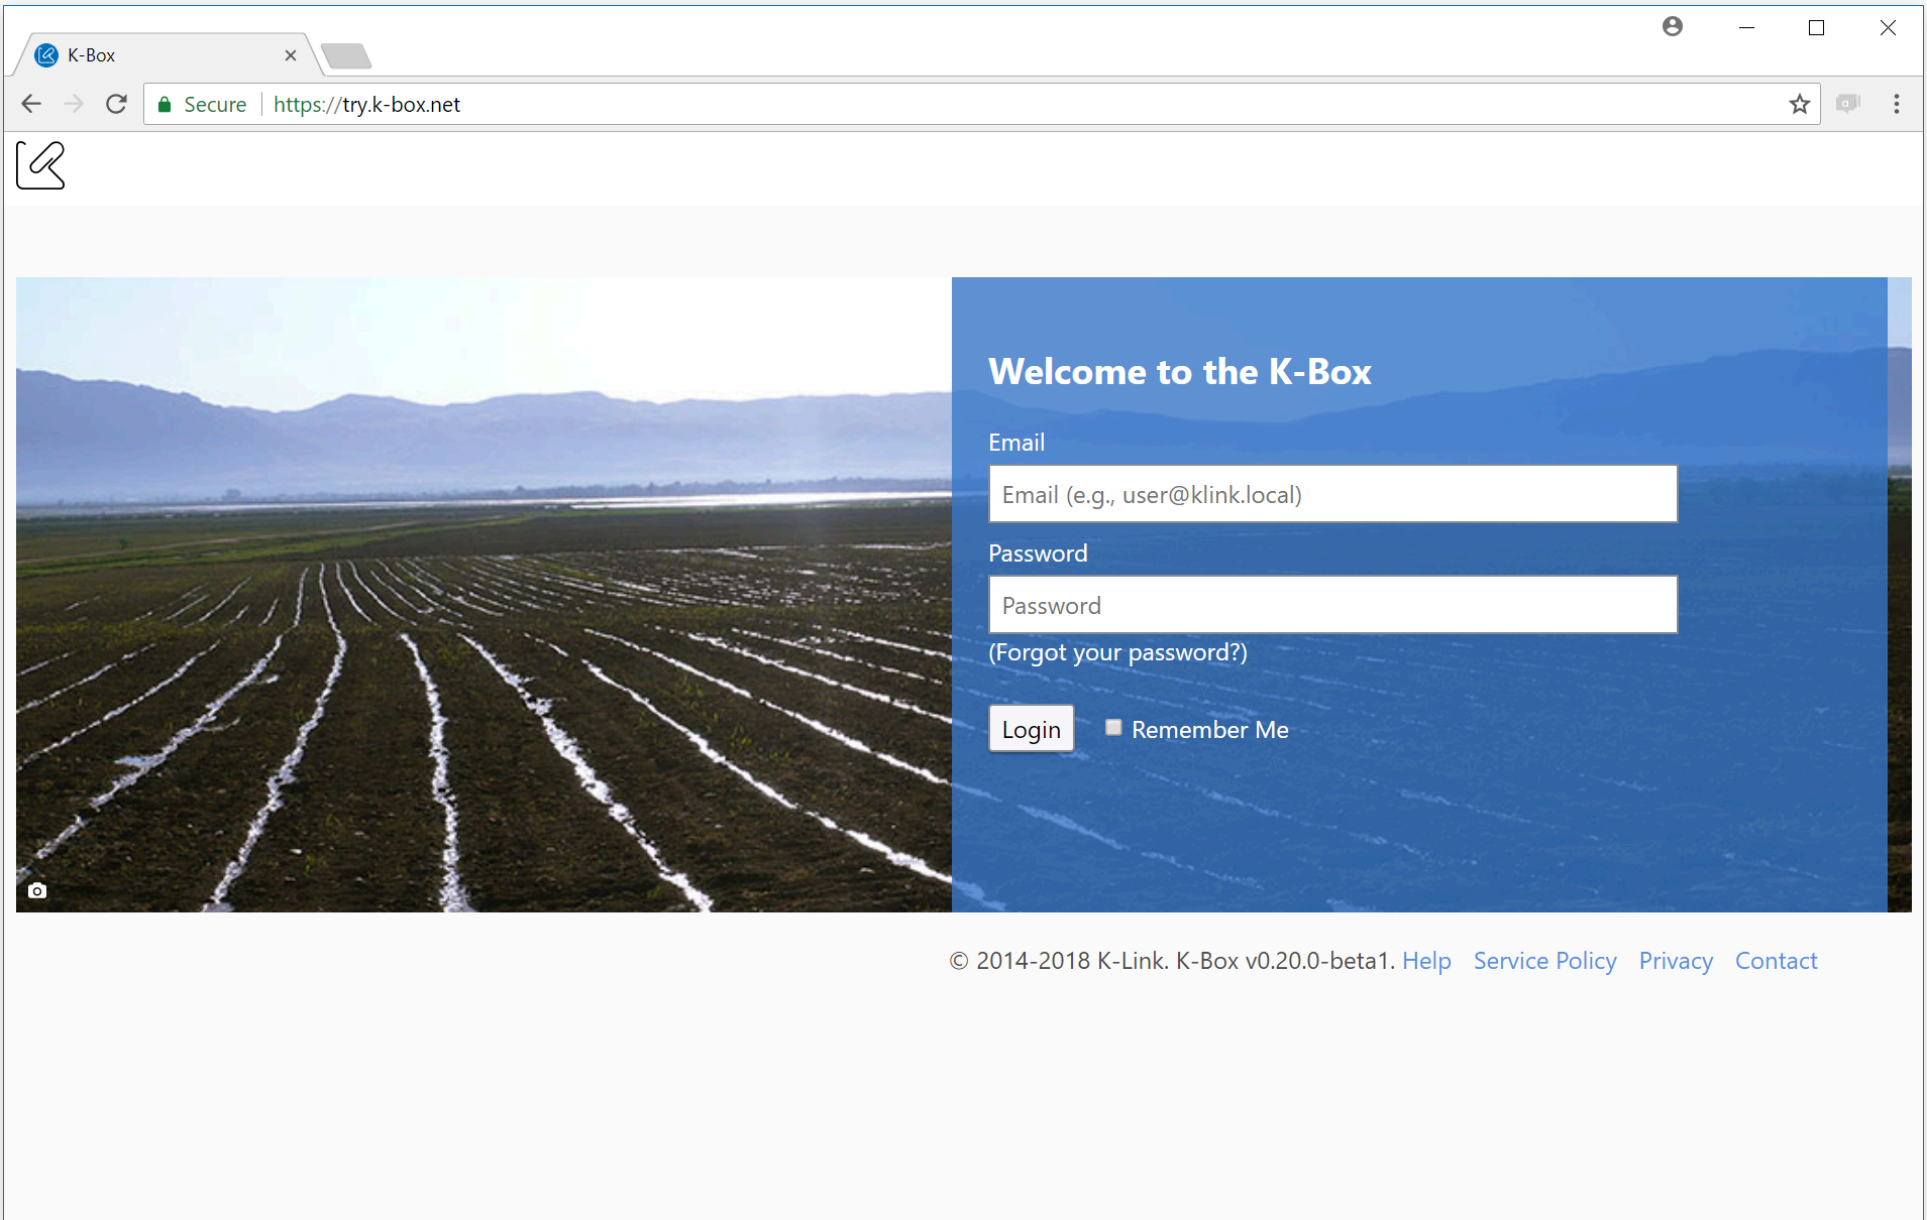 K-Box
Secure https://try.k-box.net
Welcome to the K-Box
Email
Email (e.g., user@klink.local)
Password
Password
(Forgot your password?)
Login Remember Me
© 2014-2018 K-Link. K-Box v0.20.0-beta1. Help Service Policy Privacy Contact